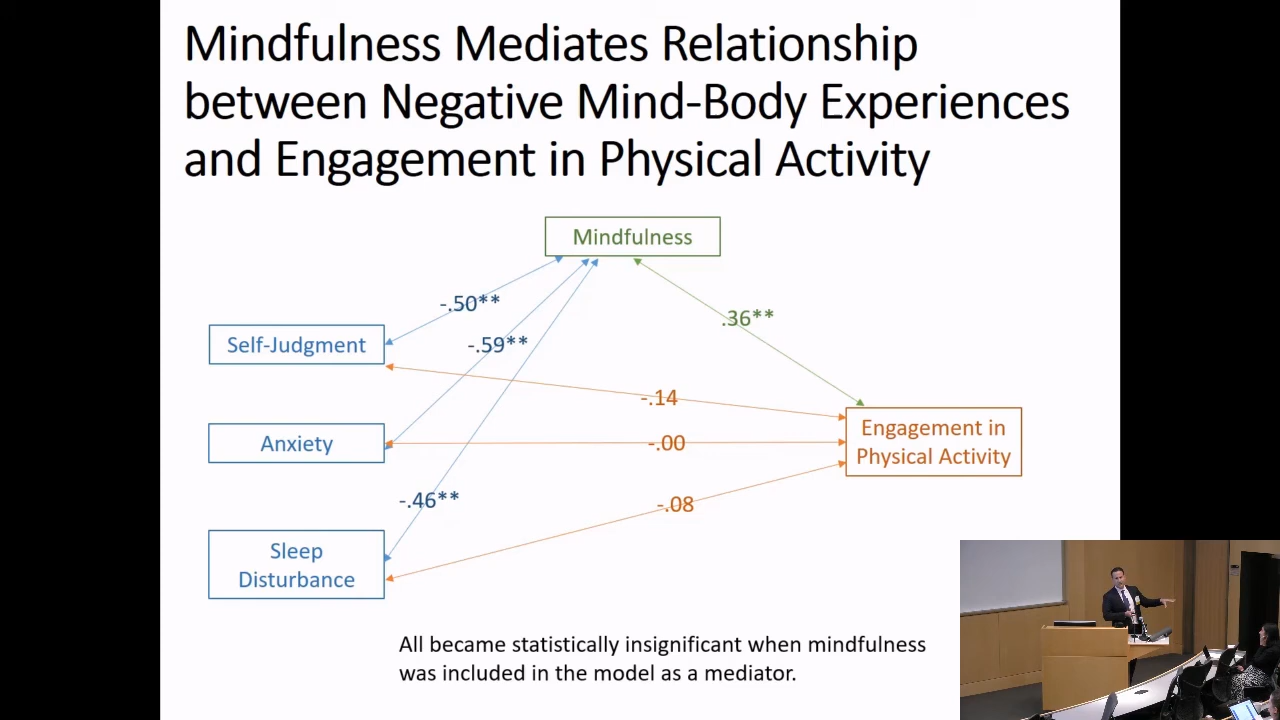 Mindfulness Mediates Relationship
between Negative Mind-Body Experiences
and Engagement in Physical Activity
Mindfulness
-.50**
.36**
Self-Judgment
-.59**
-.14
Engagement in
Physical Activity
Anxiety
-.00
-.46**
-.08
Sleep
Disturbance
All became statistically insignificant when mindfulness
was included in the model as a mediator.